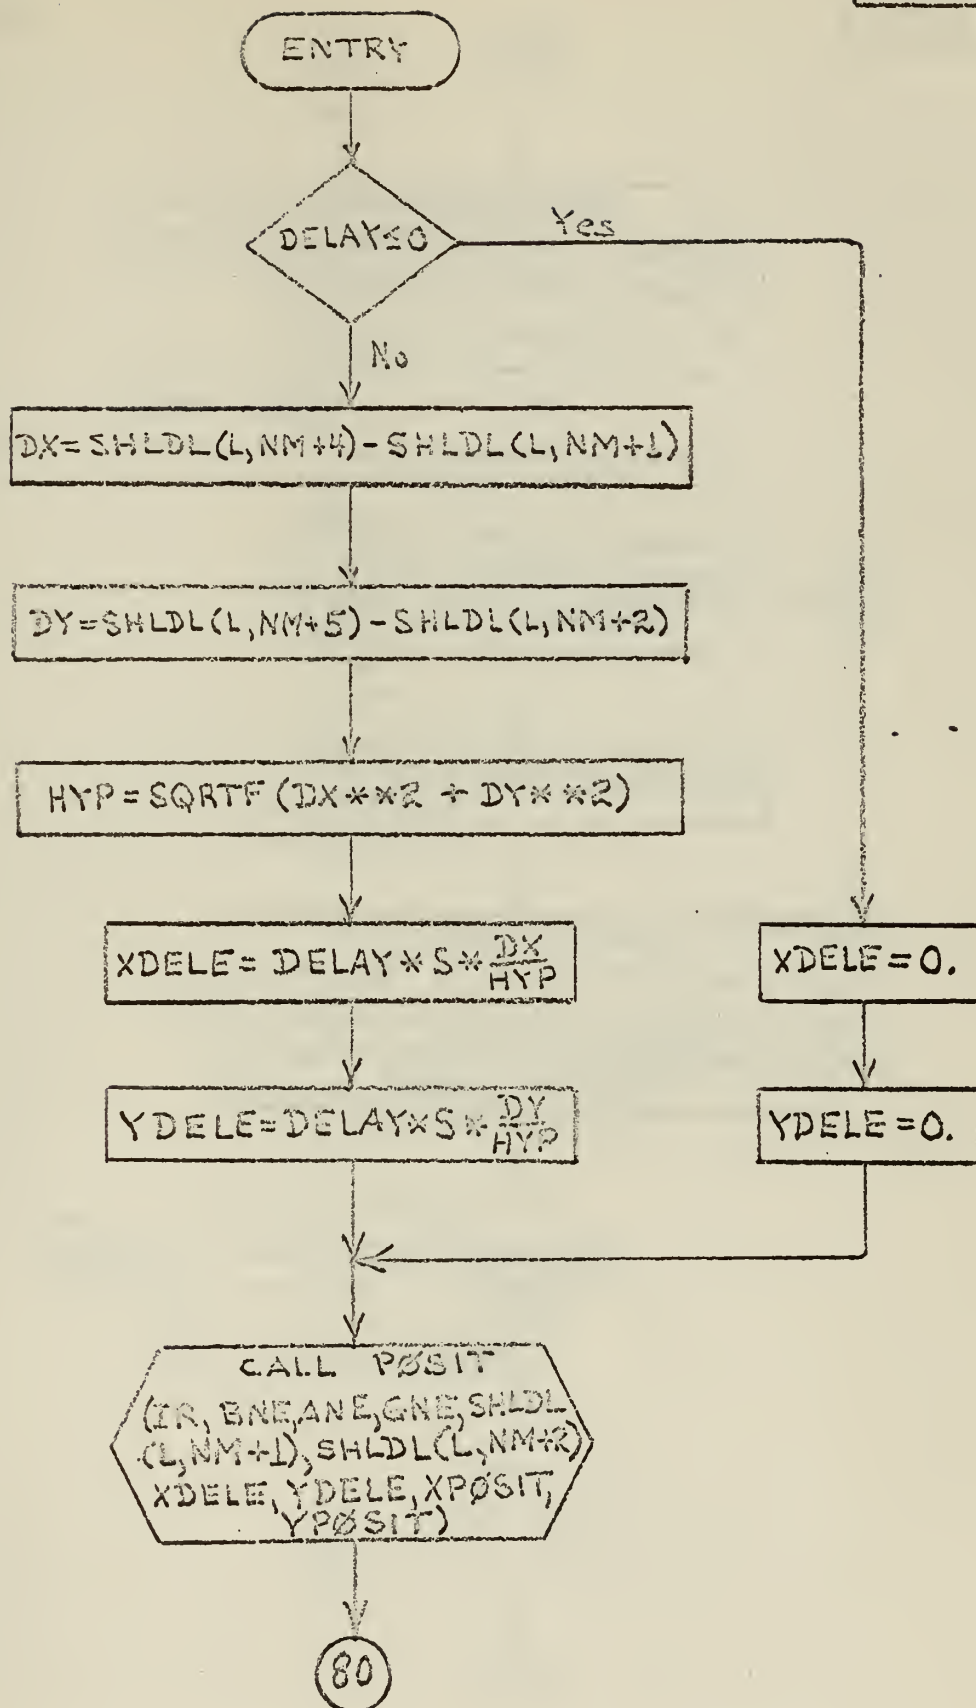 ENTRY
DELAY≤0
Yes
No
DX=SHLDL(L,NM+4)-SHLDL(L,NM+1)
DY=SHLDL(L,NM+5)-SHLDL(L,NM+2)
HYP=SQRTF(DX**2 + DY**2)
XDELE=DELAY*S*DX/HYP
XDELE=0.
YDELE=DELAY*S*DY/HYP
YDELE=0.
CALL PØSIT
(IR, BNE,ANE,GNE,SHLDL
(L,NM+1),SHLDL(L,NM+2)
XDELE, YDELE, XPØSIT,
YPØSIT)
80